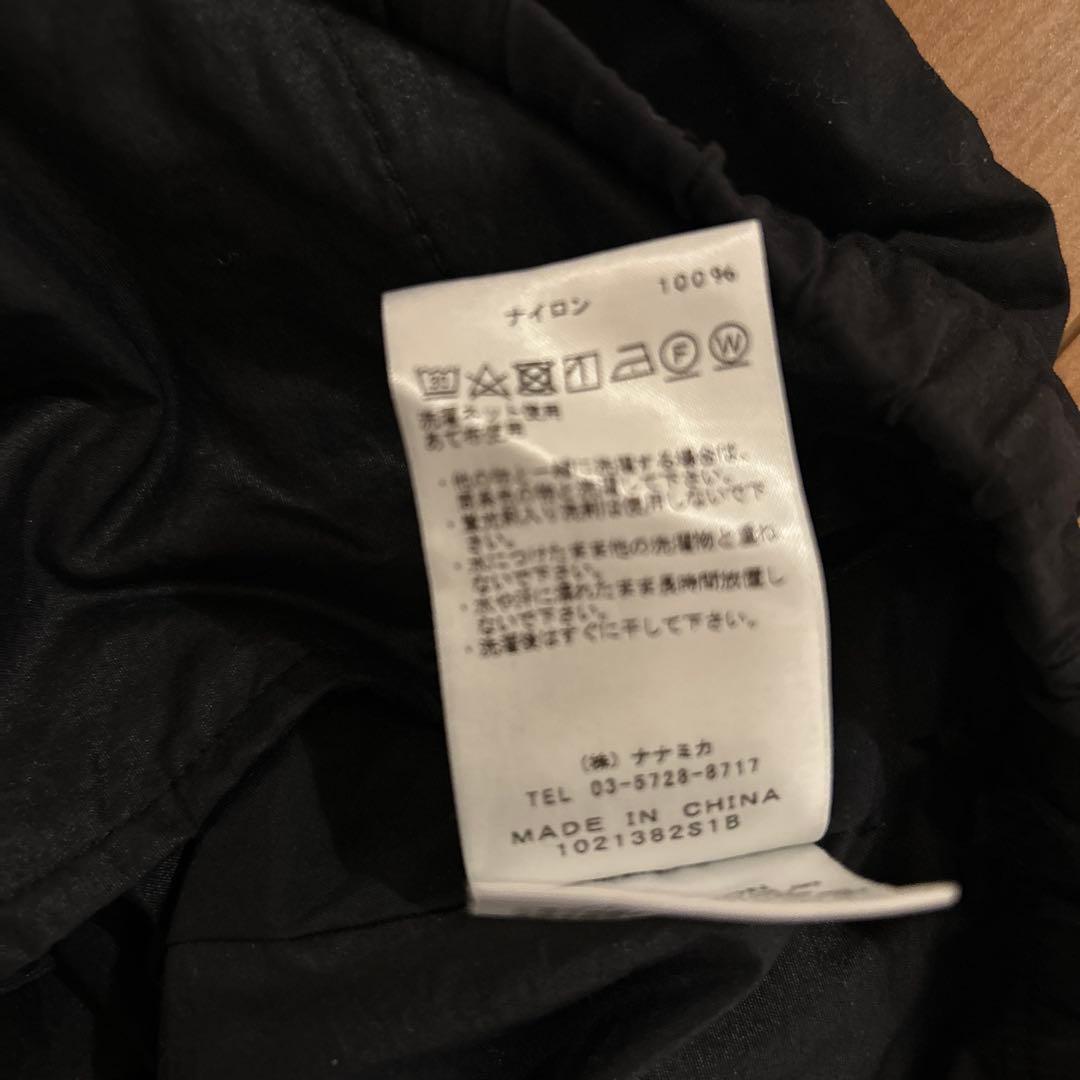 ナイロン 100%
30 F W
洗濯ネット使用
あて布使用
・他の物と一緒に洗濯する場合は、
同系色の物と洗濯して下さい。
・蛍光剤入り洗剤は使用しないで下
さい。
・水につけたまま他の洗濯物と重ね
ないで下さい。
・水や汗に濡れたまま長時間放置し
ないで下さい。
・洗濯後はすぐに干して下さい。
(株) ナナミカ
TEL 03-5728-8717
MADE IN CHINA
1021382S1B